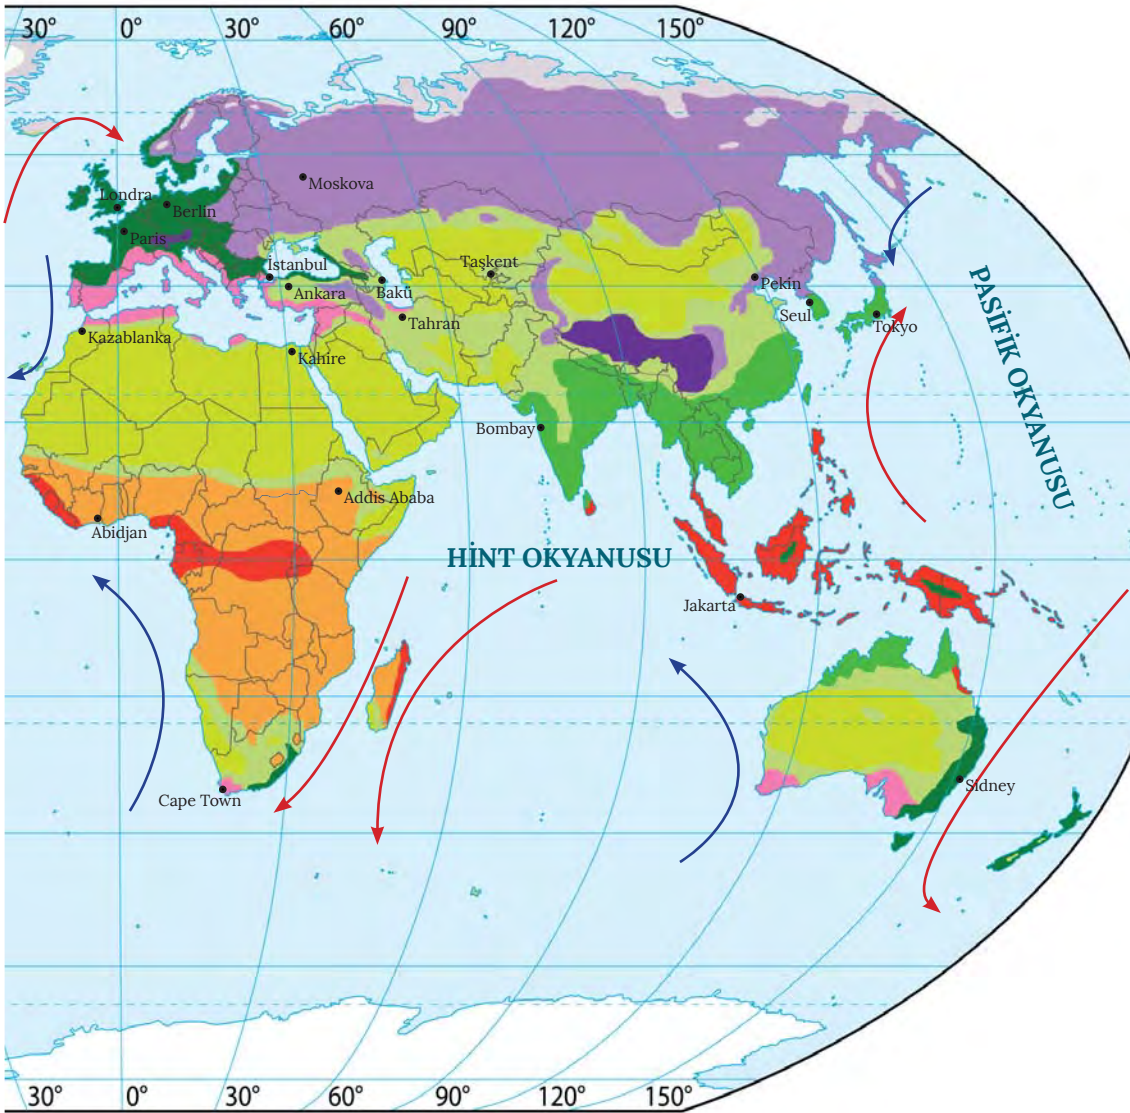 30° 0° 30° 60° 90° 120° 150°
Moskova
Londra
Berlin
Paris
İstanbul
Taşkent
Ankara
Bakü
Pekin
Seul
Tokyo
Tahran
Kazablanka
Kahire
PASİFİK OKYANUSU
Bombay
Addis Ababa
Abidjan
HİNT OKYANUSU
Jakarta
Sidney
Cape Town
30° 0° 30° 60° 90° 120° 150°